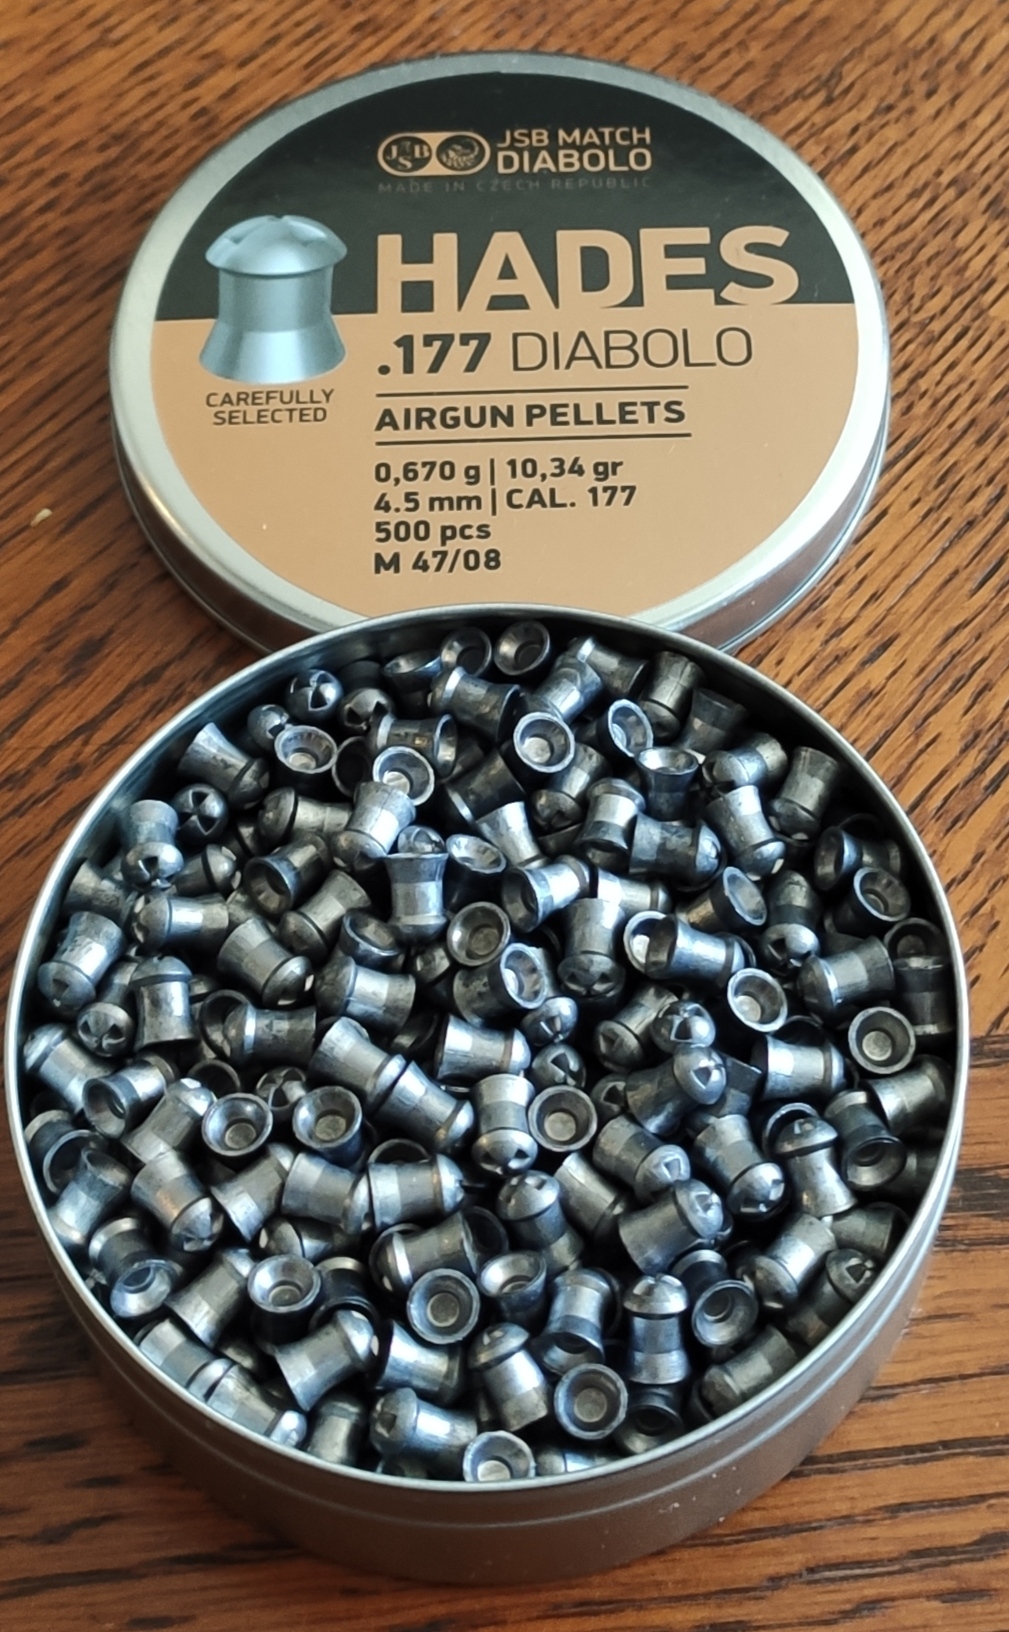 JSB
JSB MATCH
DIABOLO
MADE IN CZECH REPUBLIC
HADES
.177 DIABOLO
CAREFULLY
SELECTED
AIRGUN PELLETS
0,670 g | 10,34 gr
4.5 mm | CAL. 177
500 pcs
M 47/08